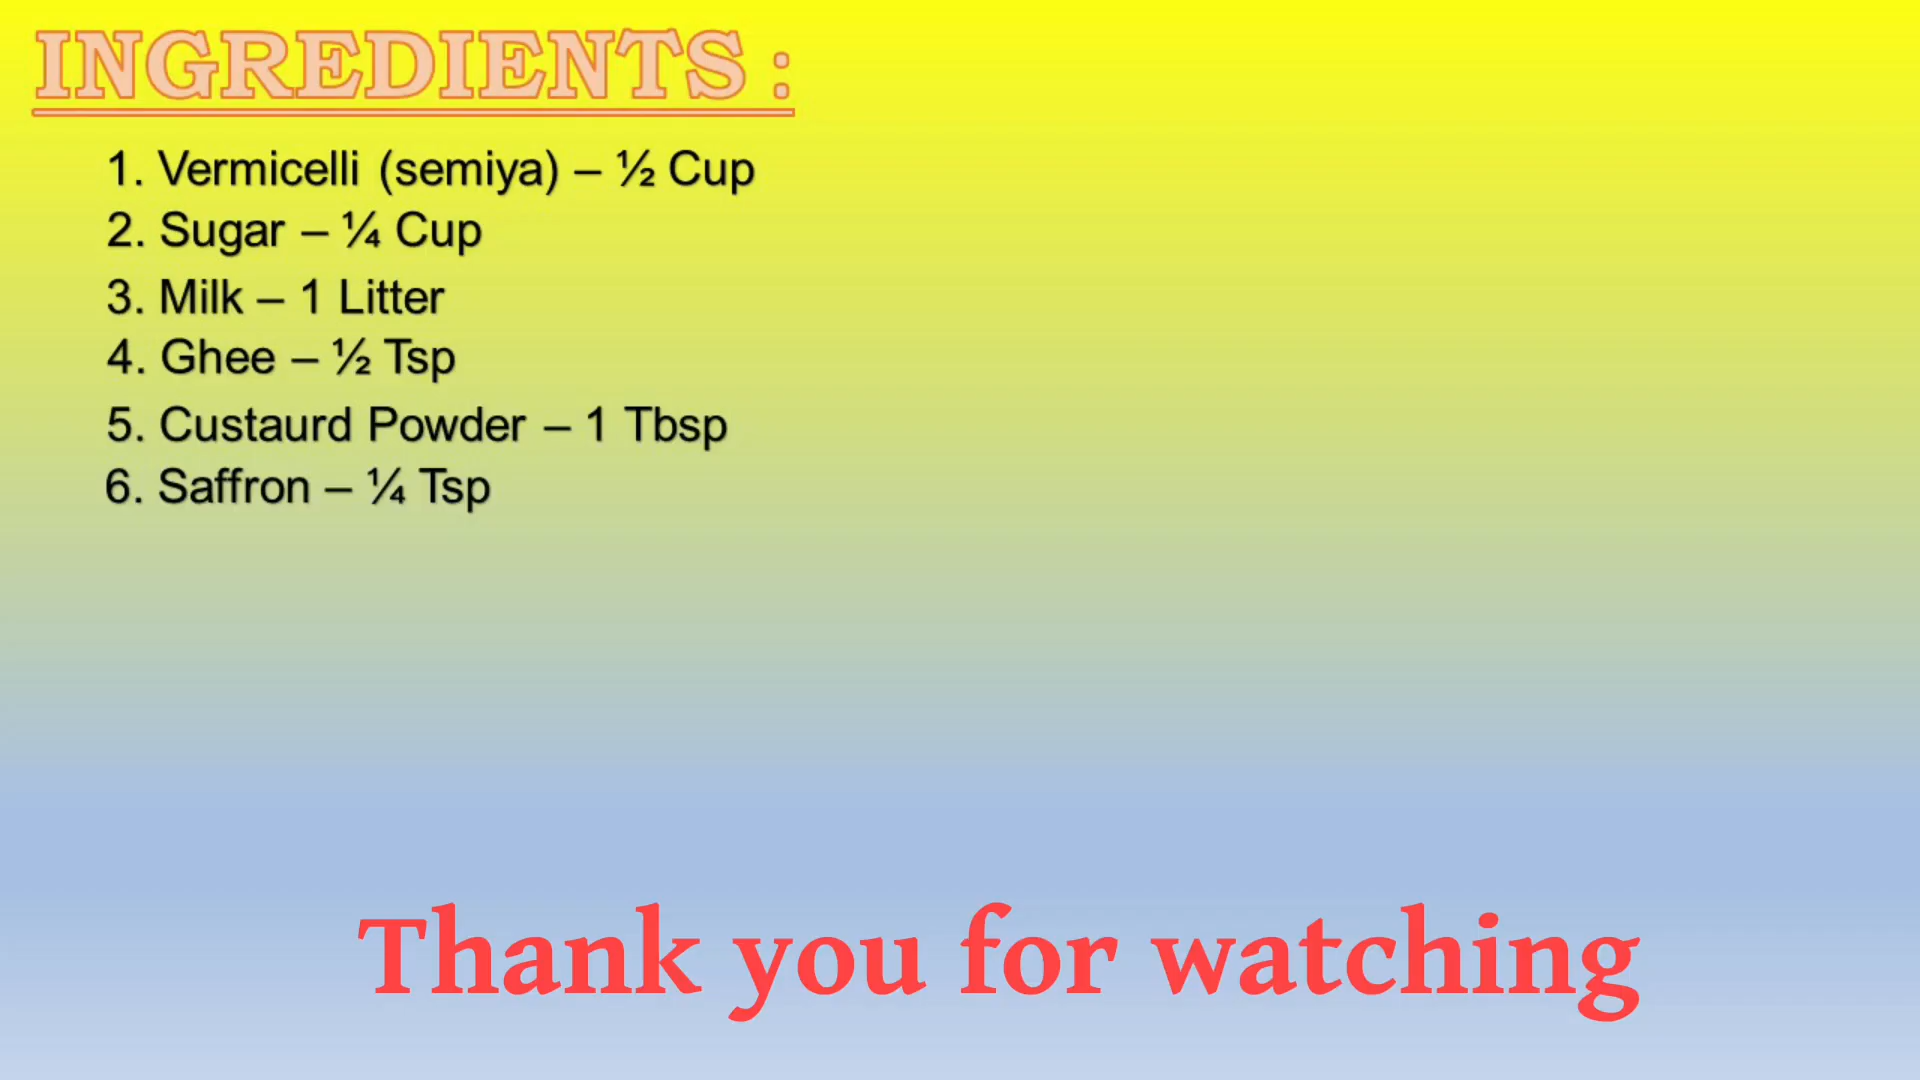 INGREDIENTS :
1. Vermicelli (semiya) – ½ Cup
2. Sugar – ¼ Cup
3. Milk – 1 Litter
4. Ghee – ½ Tsp
5. Custaurd Powder – 1 Tbsp
6. Saffron – ¼ Tsp
Thank you for watching